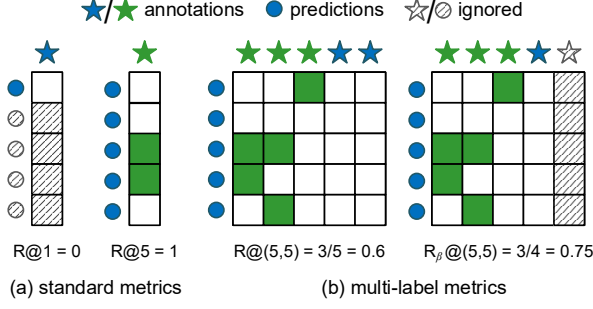 / annotations predictions / ignored
R@1 = 0 R@5 = 1 R@(5,5) = 3/5 = 0.6 Rβ@(5,5) = 3/4 = 0.75
(a) standard metrics (b) multi-label metrics